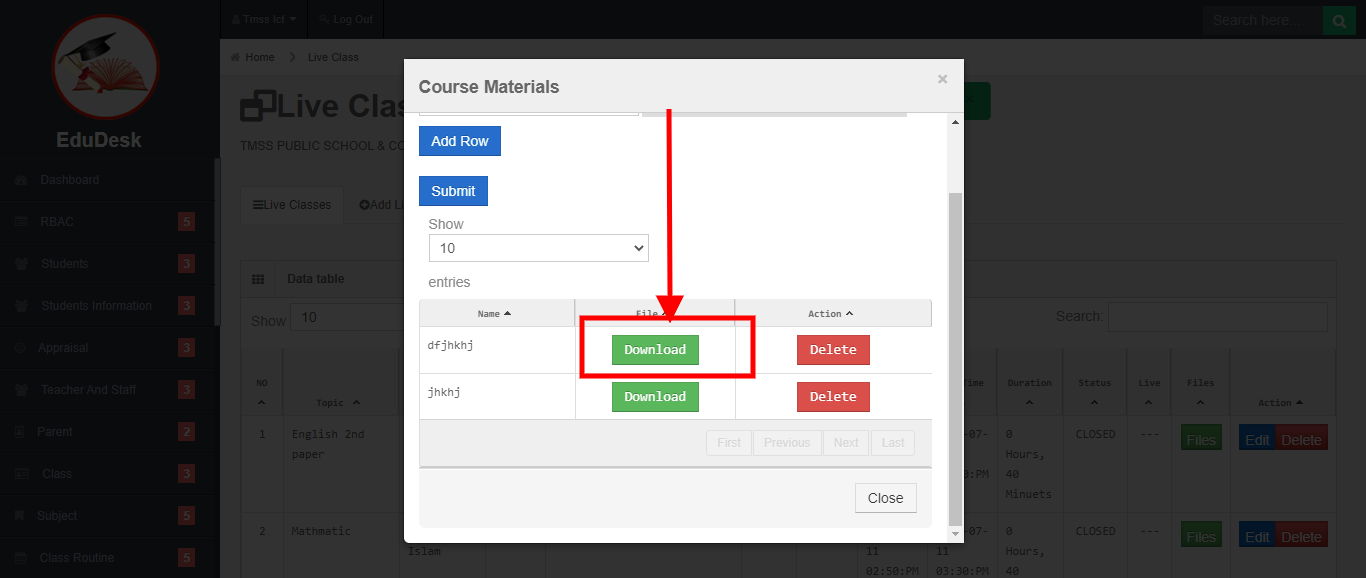 Tmss Ict
Log Out
Search here...
EduDesk
Home
Live Class
Course Materials
×
Live Clas
TMSS PUBLIC SCHOOL & CO
Live Classes
Add Li
Add Row
Submit
Show
10
entries
Name
File
Action
dfjhkhj
Download
Delete
jhkhj
Download
Delete
First
Previous
Next
Last
Close
Dashboard
RBAC 5
Students 3
Students Information 3
Appraisal 3
Teacher And Staff 3
Parent 2
Class 3
Subject 5
Class Routine 5
Data table
Show 10
Search:
NO
Topic
Time
Duration
Status
Live
Files
Action
1
English 2nd
paper
-07-
0:PM
0
Hours,
40
Minuets
CLOSED
---
Files
Edit
Delete
2
Mathmatic
Islam
11
02:50:PM
-07-
11
03:30:PM
0
Hours,
40
CLOSED
---
Files
Edit
Delete